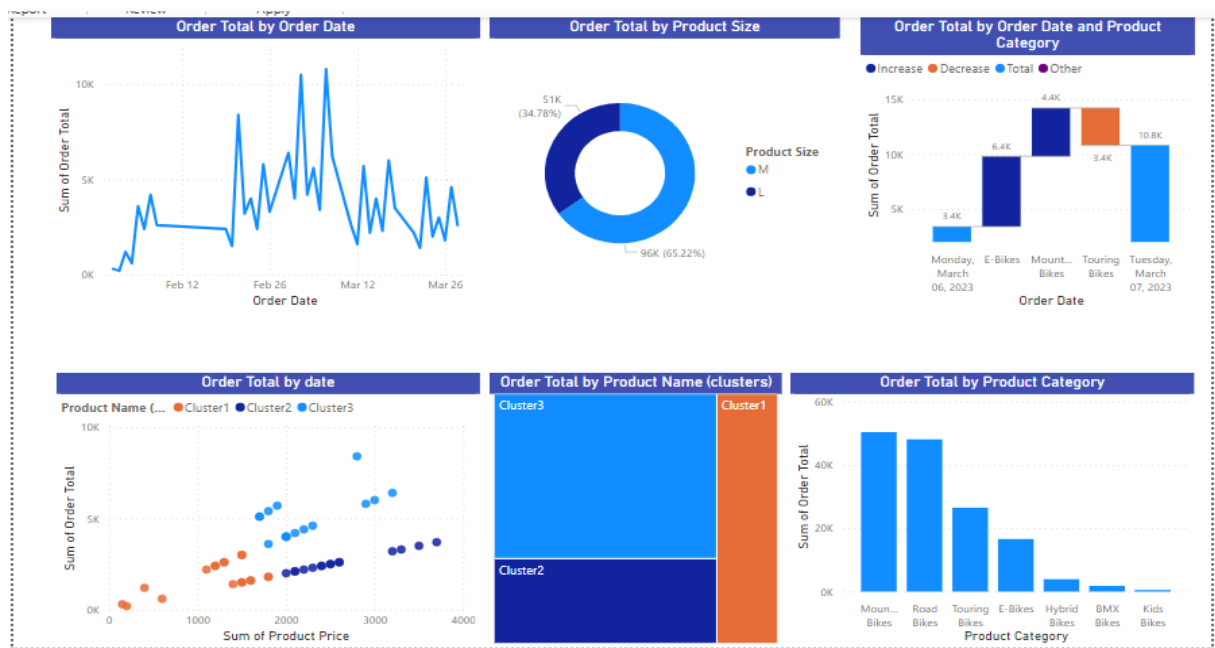 Report Review Apply
Order Total by Order Date
10K
5K
0K
Sum of Order Total
Feb 12 Feb 26 Mar 12 Mar 26
Order Date
Order Total by Product Size
51K
(34.78%)
96K (65.22%)
Product Size
M
L
Order Total by Order Date and Product
Category
Increase Decrease Total Other
15K
10K
5K
Sum of Order Total
3.4K
6.4K
4.4K
3.4K
10.8K
Monday,
March
06, 2023
E-Bikes
Mount...
Bikes
Touring
Bikes
Tuesday,
March
07, 2023
Order Date
Order Total by date
Product Name (... Cluster1 Cluster2 Cluster3
10K
5K
0K
Sum of Order Total
0 1000 2000 3000 4000
Sum of Product Price
Order Total by Product Name (clusters)
Cluster3
Cluster1
Cluster2
Order Total by Product Category
60K
40K
20K
0K
Sum of Order Total
Moun...
Bikes
Road
Bikes
Touring
Bikes
E-Bikes
Hybrid
Bikes
BMX
Bikes
Kids
Bikes
Product Category